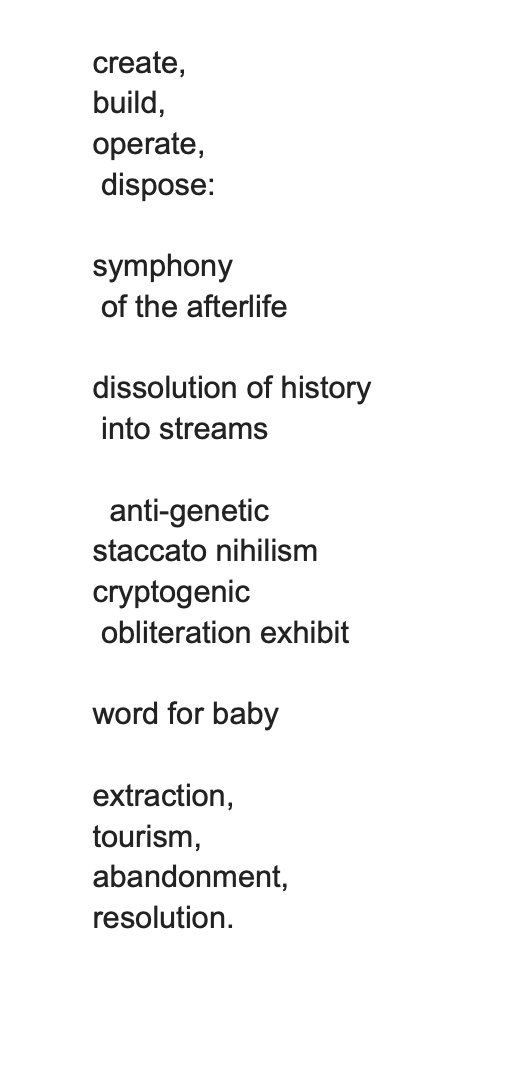 create,
build,
operate,
dispose:
symphony
of the afterlife
dissolution of history
into streams
anti-genetic
staccato nihilism
cryptogenic
obliteration exhibit
word for baby
extraction,
tourism,
abandonment,
resolution.